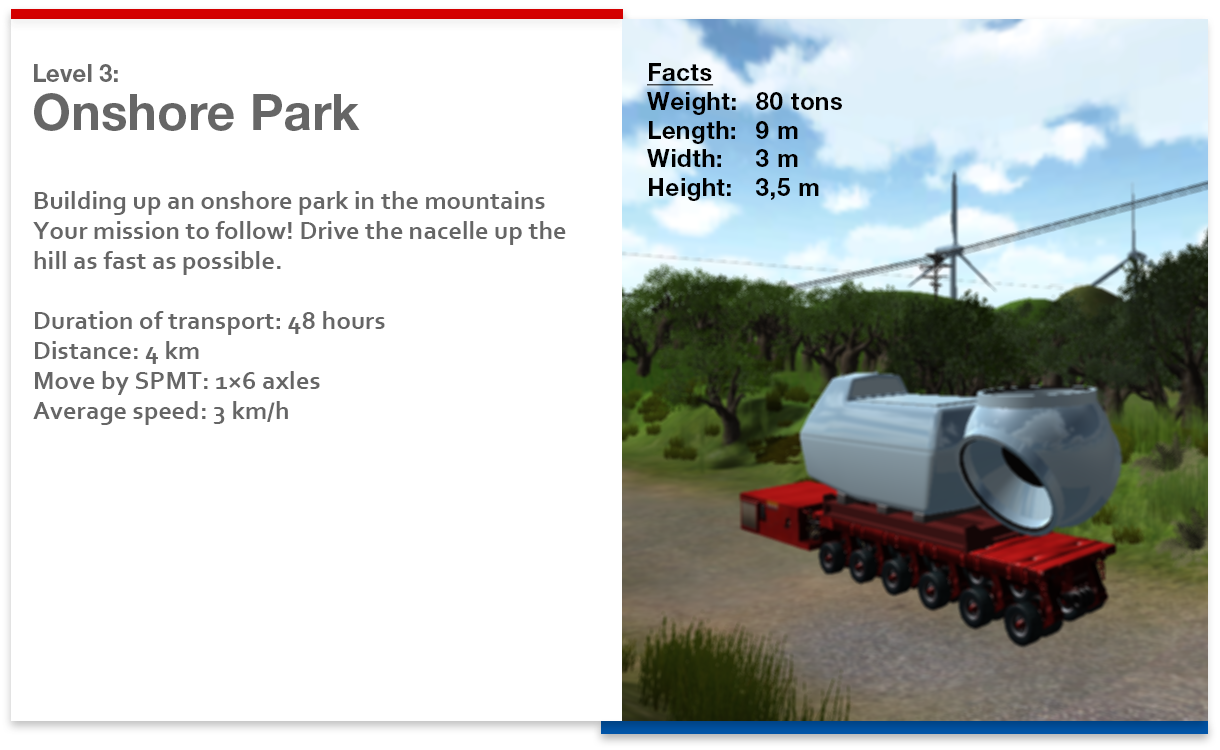 Level 3:
Onshore Park
Building up an onshore park in the mountains
Your mission to follow! Drive the nacelle up the
hill as fast as possible.
Duration of transport: 48 hours
Distance: 4 km
Move by SPMT: 1×6 axles
Average speed: 3 km/h
Facts
Weight: 80 tons
Length: 9 m
Width: 3 m
Height: 3,5 m